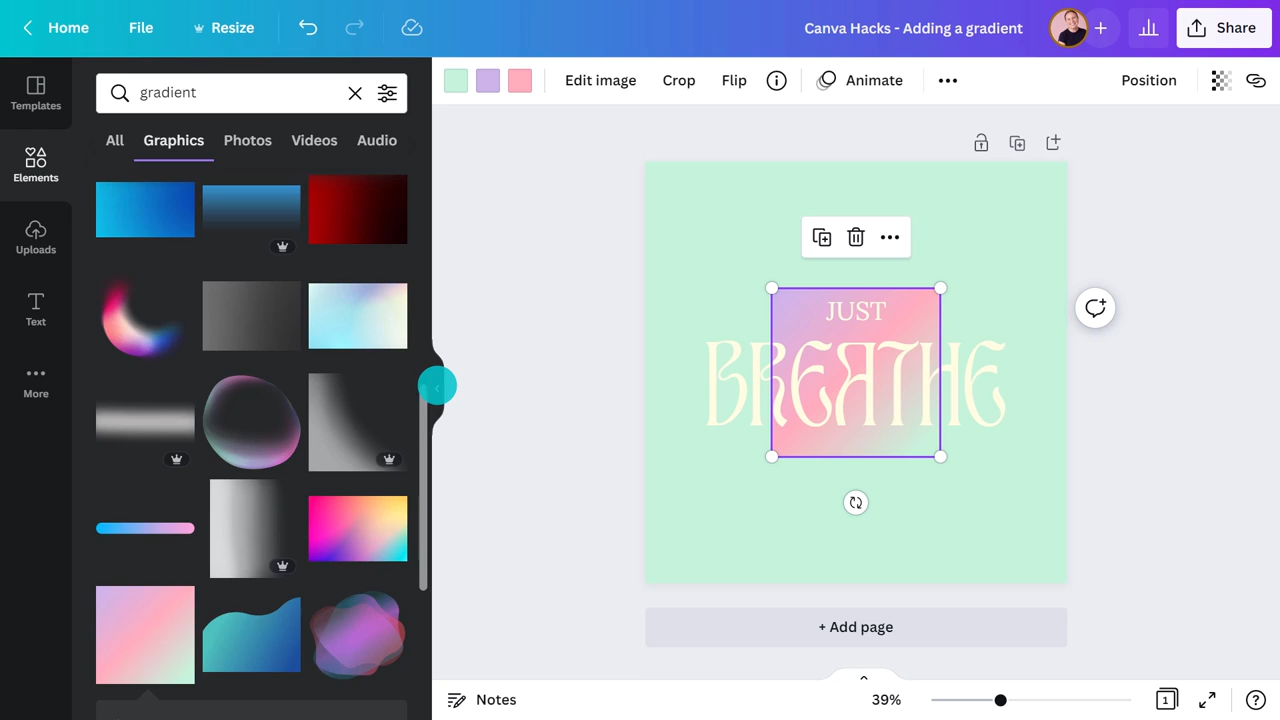 Home File Resize Canva Hacks - Adding a gradient Share
gradient
Edit image Crop Flip Animate Position
Templates
All Graphics Photos Videos Audio
Elements
Uploads
Text
More
JUST
BREATHE
+ Add page
Notes 39% 1